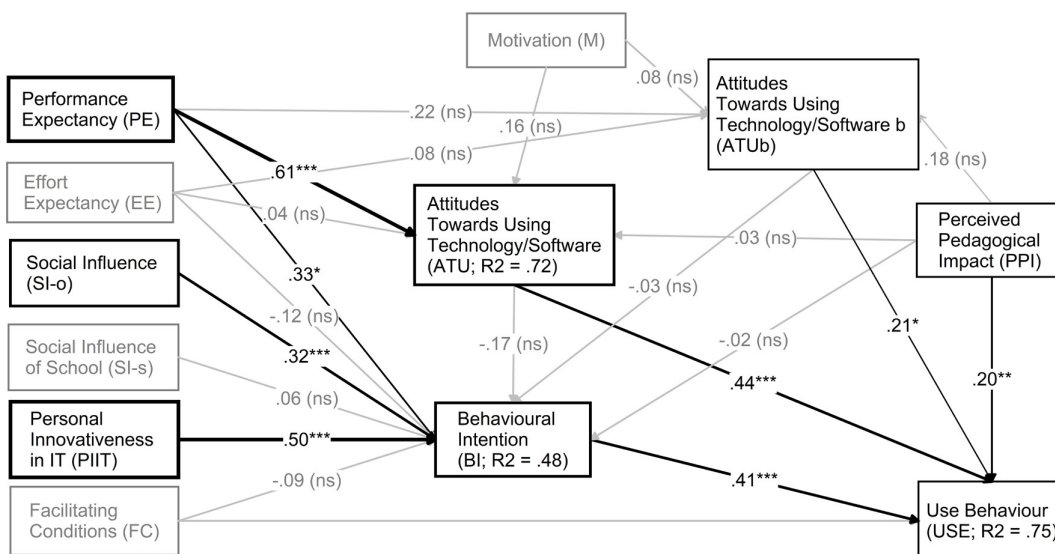 Motivation (M)
.08 (ns)
Attitudes
Towards Using
Technology/Software b
(ATUb)
Performance
Expectancy (PE)
.22 (ns)
.16 (ns)
.08 (ns)
.18 (ns)
.61***
Effort
Expectancy (EE)
.04 (ns)
Attitudes
Towards Using
Technology/Software
(ATU; R2 = .72)
.03 (ns)
Perceived
Pedagogical
Impact (PPI)
Social Influence
(SI-o)
.33*
-.03 (ns)
-.12 (ns)
.21*
Social Influence
of School (SI-s)
.32***
-.17 (ns)
-.02 (ns)
.44***
.20**
.06 (ns)
Personal
Innovativeness
in IT (PIIT)
.50***
Behavioural
Intention
(BI; R2 = .48)
-.09 (ns)
.41***
Facilitating
Conditions (FC)
Use Behaviour
(USE; R2 = .75)